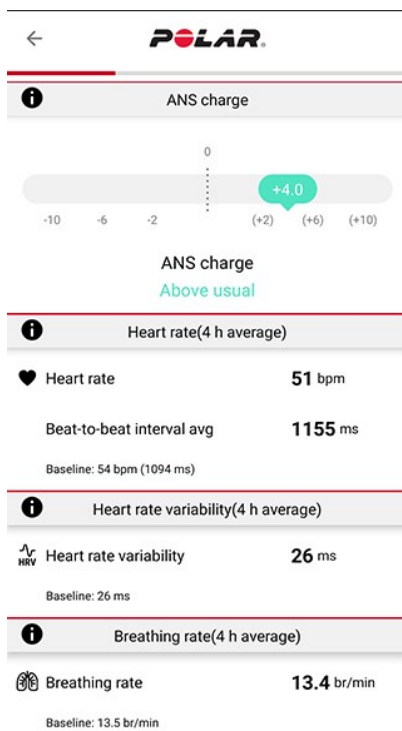 POLAR.
ANS charge
0
+4.0
-10 -6 -2 (+2) (+6) (+10)
ANS charge
Above usual
Heart rate(4 h average)
Heart rate 51 bpm
Beat-to-beat interval avg 1155 ms
Baseline: 54 bpm (1094 ms)
Heart rate variability(4 h average)
HRV Heart rate variability 26 ms
Baseline: 26 ms
Breathing rate(4 h average)
Breathing rate 13.4 br/min
Baseline: 13.5 br/min